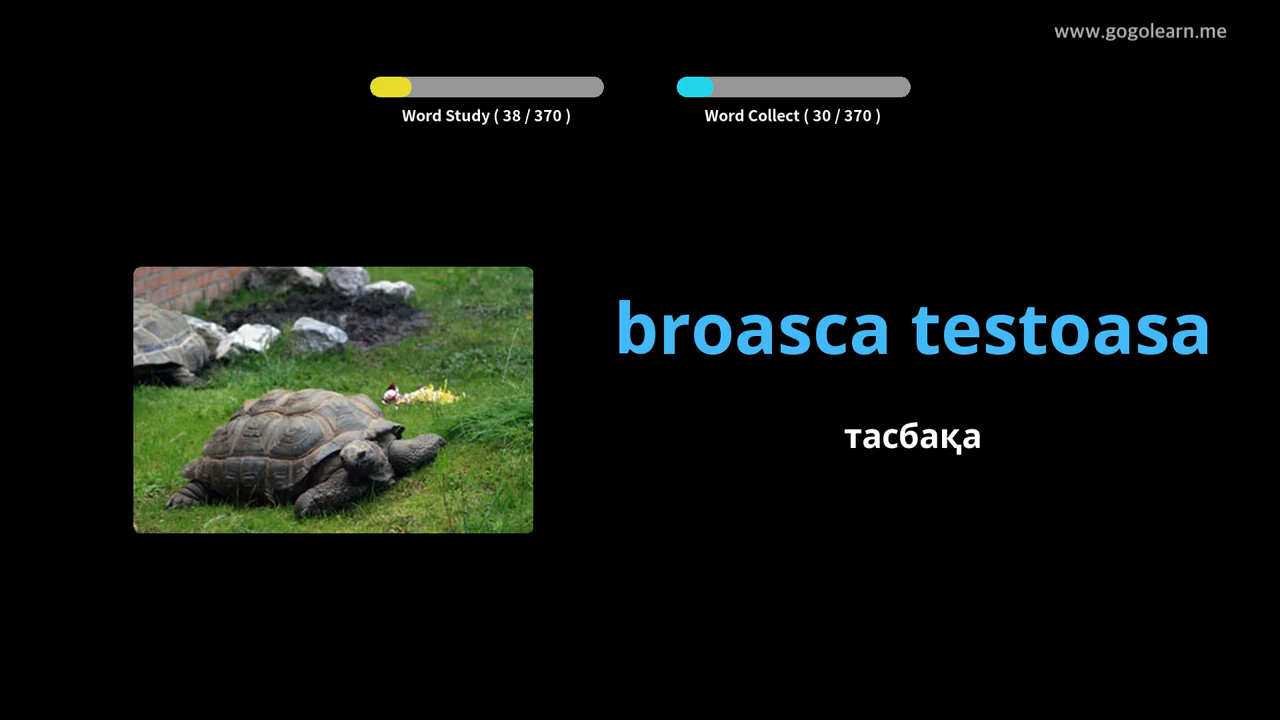 www.gogolearn.me
Word Study ( 38 / 370 )
Word Collect ( 30 / 370 )
broasca testoasa
тасбақа